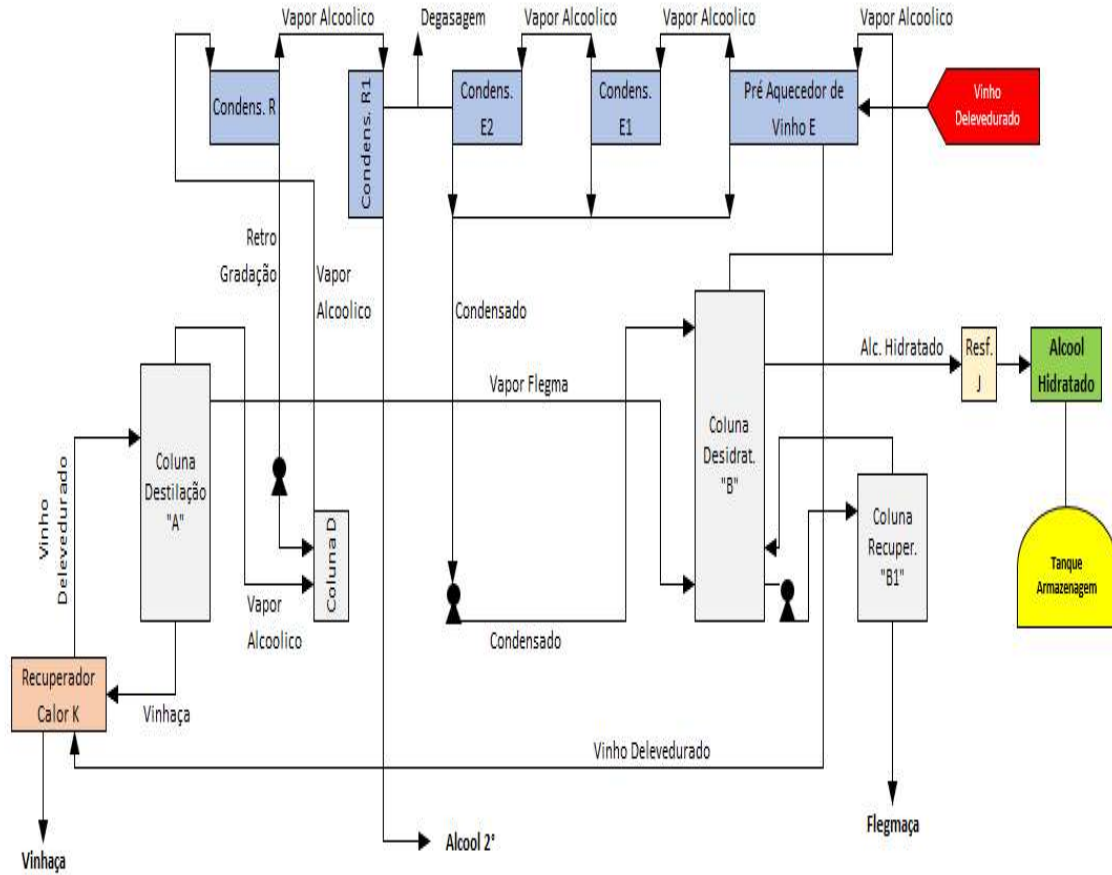 Vapor Alcoolico
Degasagem
Vapor Alcoolico
Vapor Alcoolico
Vapor Alcoolico
Condens. R
Condens. R1
Condens.
E2
Condens.
E1
Pré Aquecedor de
Vinho E
Vinho
Delevedurado
Retro
Gradação
Vapor
Alcoolico
Condensado
Alc. Hidratado
Resf.
J
Alcool
Hidratado
Vapor Flegma
Coluna
Destilação
"A"
Coluna
Desidrat.
"B"
Vinho
Delevedurado
Coluna D
Coluna
Recuper.
"B1"
Tanque
Armazenagem
Vapor
Alcoolico
Condensado
Recuperador
Calor K
Vinhaça
Vinho Delevedurado
Vinhaça
Alcool 2°
Flegmaça